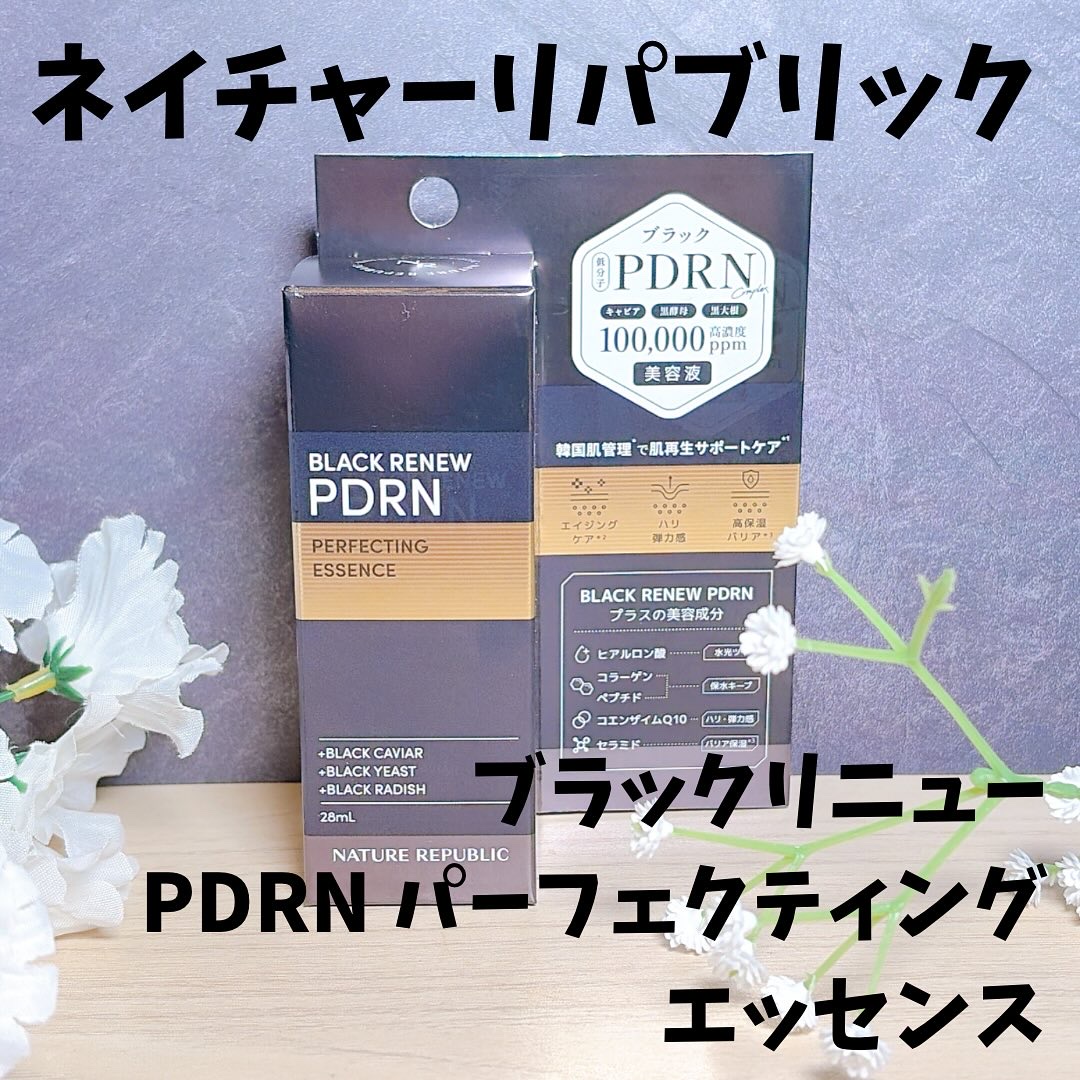 ネイチャーリパブリック
ブラック
低分子
PDRN
Complex
キャビア 黒酵母 黒大根
100,000 高濃度 ppm
美容液
韓国肌管理*で肌再生サポートケア*1
エイジングケア*2
ハリ弾力感
高保湿バリア*3
BLACK RENEW
PDRN
PERFECTING
ESSENCE
BLACK RENEW PDRN
プラスの美容成分
ヒアルロン酸 水光ツ
コラーゲン
ペプチド 保水キープ
コエンザイムQ10 ハリ・弾力感
セラミド バリア保湿*3
+BLACK CAVIAR
+BLACK YEAST
+BLACK RADISH
28mL
NATURE REPUBLIC
ブラックリニュー
PDRN パーフェクティング
エッセンス